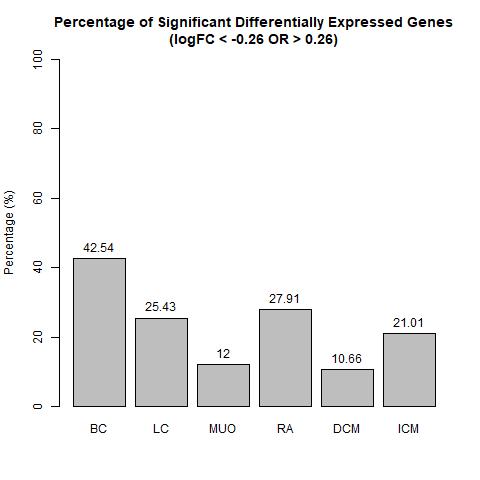 Percentage of Significant Differentially Expressed Genes
(logFC < -0.26 OR > 0.26)
Percentage (%)
100
80
60
40
20
0
42.54
25.43
12
27.91
10.66
21.01
BC
LC
MUO
RA
DCM
ICM